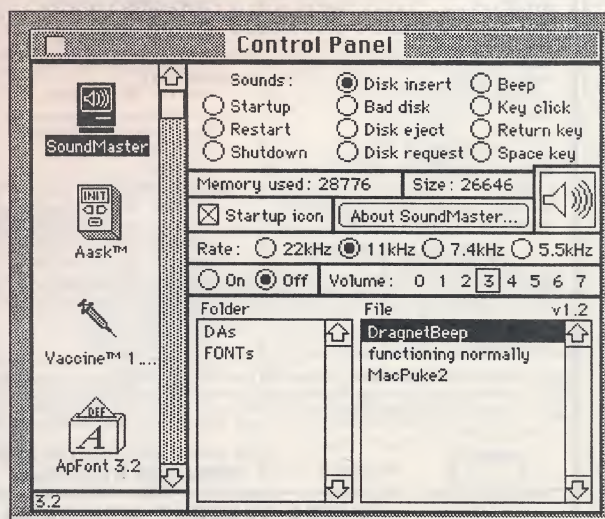 Control Panel
SoundMaster
INIT
Aask™
Vaccine™ 1....
DEF
A
ApFont 3.2
3.2
Sounds: Disk insert Beep
Startup Bad disk Key click
Restart Disk eject Return key
Shutdown Disk request Space key
Memory used: 28776 Size: 26646
Startup icon About SoundMaster...
Rate: 22kHz 11kHz 7.4kHz 5.5kHz
On Off Volume: 0 1 2 3 4 5 6 7
Folder File v1.2
DAs DragnetBeep
FONTs functioning normally
MacPuke2